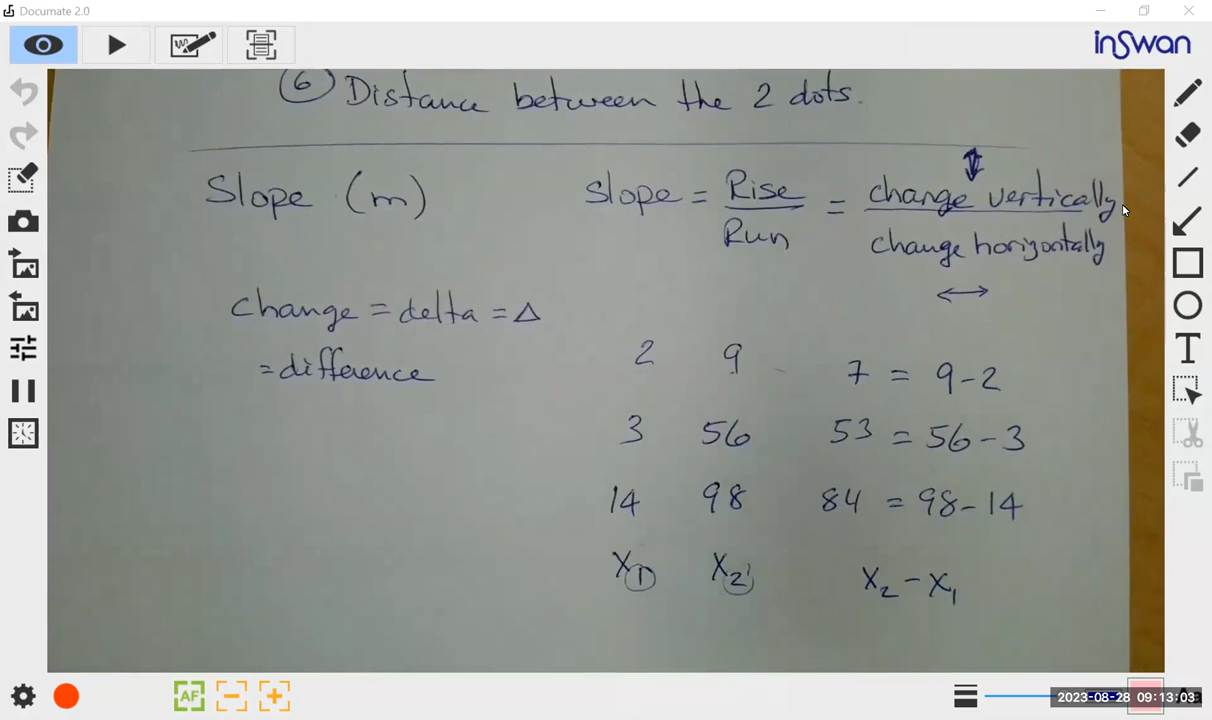 Documate 2.0
inSwan
⑥ Distance between the 2 dots.
Slope (m)
Slope = Rise/Run = change vertically/change horizontally
↕
↔
change = delta = Δ
= difference
2 9 7 = 9-2
3 56 53 = 56-3
14 98 84 = 98-14
X₁ X₂ X₂ - X₁
T
AF
2023-08-28 09:13:03